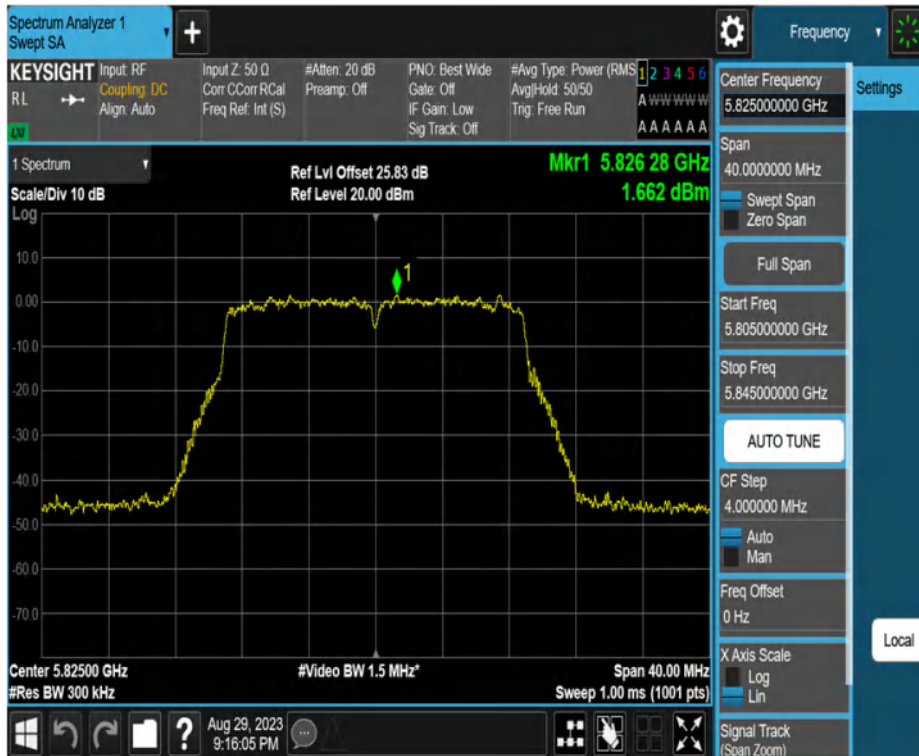 Spectrum Analyzer 1
Swept SA
+
Frequency
KEYSIGHT
RL
LXI
Input: RF
Coupling: DC
Align: Auto
Input Z: 50 Ω
Corr CCorr RCal
Freq Ref: Int (S)
#Atten: 20 dB
Preamp: Off
PNO: Best Wide
Gate: Off
IF Gain: Low
Sig Track: Off
#Avg Type: Power (RMS
Avg|Hold: 50/50
Trig: Free Run
1 2 3 4 5 6
A W W W W W
A A A A A A
1 Spectrum
Scale/Div 10 dB
Log
Ref Lvl Offset 25.83 dB
Ref Level 20.00 dBm
Mkr1 5.826 28 GHz
1.662 dBm
1
10.0
0.00
-10.0
-20.0
-30.0
-40.0
-50.0
-60.0
-70.0
Center 5.82500 GHz
#Res BW 300 kHz
#Video BW 1.5 MHz*
Span 40.00 MHz
Sweep 1.00 ms (1001 pts)
Center Frequency
5.825000000 GHz
Span
40.0000000 MHz
Swept Span
Zero Span
Full Span
Start Freq
5.805000000 GHz
Stop Freq
5.845000000 GHz
AUTO TUNE
CF Step
4.000000 MHz
Auto
Man
Freq Offset
0 Hz
X Axis Scale
Log
Lin
Signal Track
(Span Zoom)
Settings
Local
?
Aug 29, 2023
9:16:05 PM